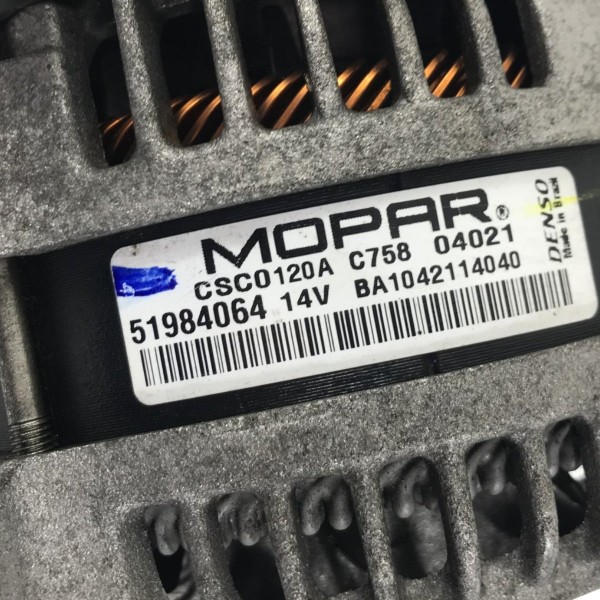 MOPAR®
CSC0120A C758 04021
51984064 14V BA1042114040
DENSO
Made in Brazil